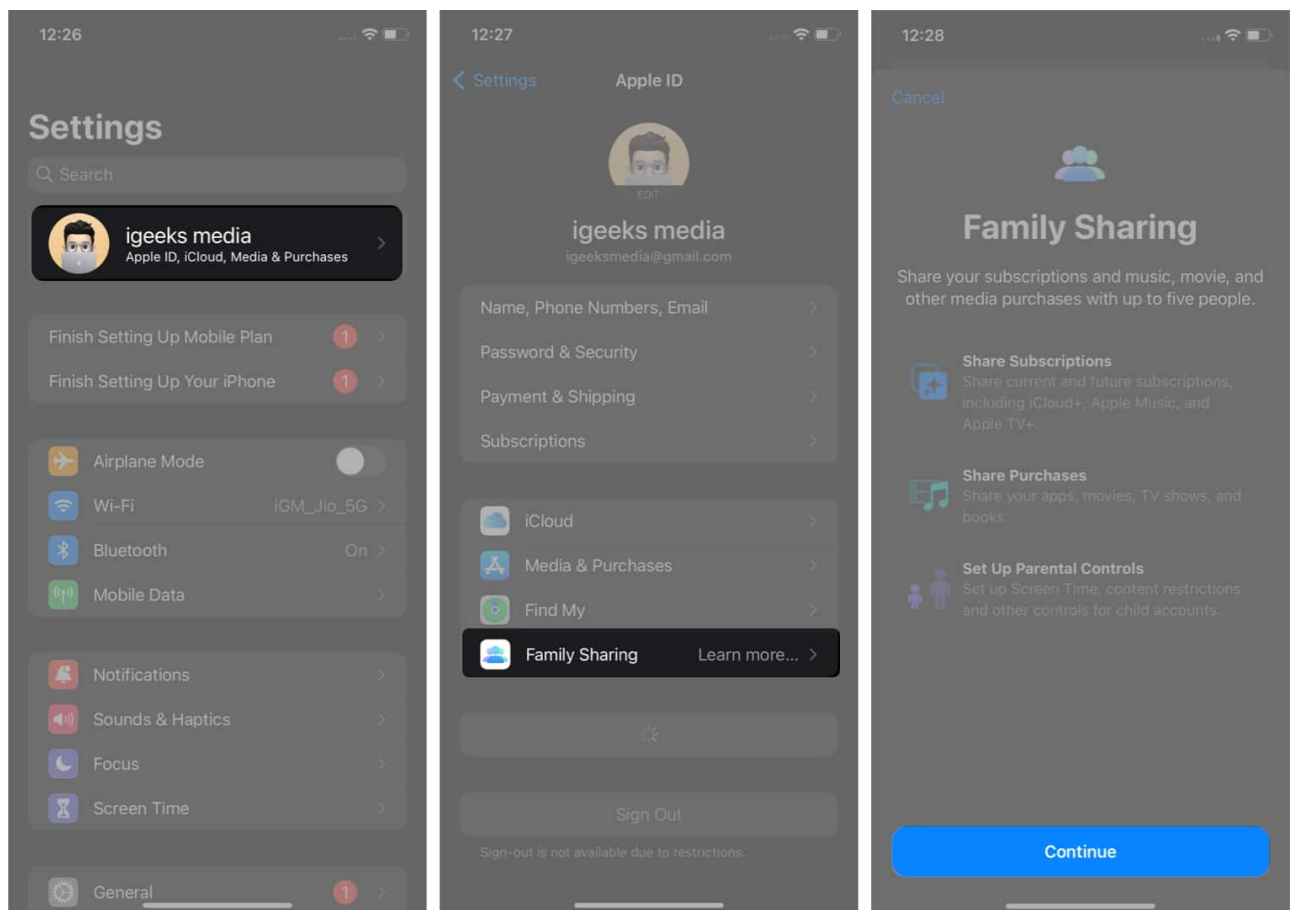 12:26
Settings
Search
igeeks media
Apple ID, iCloud, Media & Purchases
Finish Setting Up Mobile Plan 1
Finish Setting Up Your iPhone 1
Airplane Mode
Wi-Fi iGM_Jio_5G
Bluetooth On
Mobile Data
Notifications
Sounds & Haptics
Focus
Screen Time
General 1
12:27
Settings Apple ID
EDIT
igeeks media
igeeksmedia@gmail.com
Name, Phone Numbers, Email
Password & Security
Payment & Shipping
Subscriptions
iCloud
Media & Purchases
Find My
Family Sharing Learn more...
Sign Out
Sign-out is not available due to restrictions.
12:28
Cancel
Family Sharing
Share your subscriptions and music, movie, and
other media purchases with up to five people.
Share Subscriptions
Share current and future subscriptions,
including iCloud+, Apple Music, and
Apple TV+.
Share Purchases
Share your apps, movies, TV shows, and
books.
Set Up Parental Controls
Set up Screen Time, content restrictions
and other controls for child accounts.
Continue